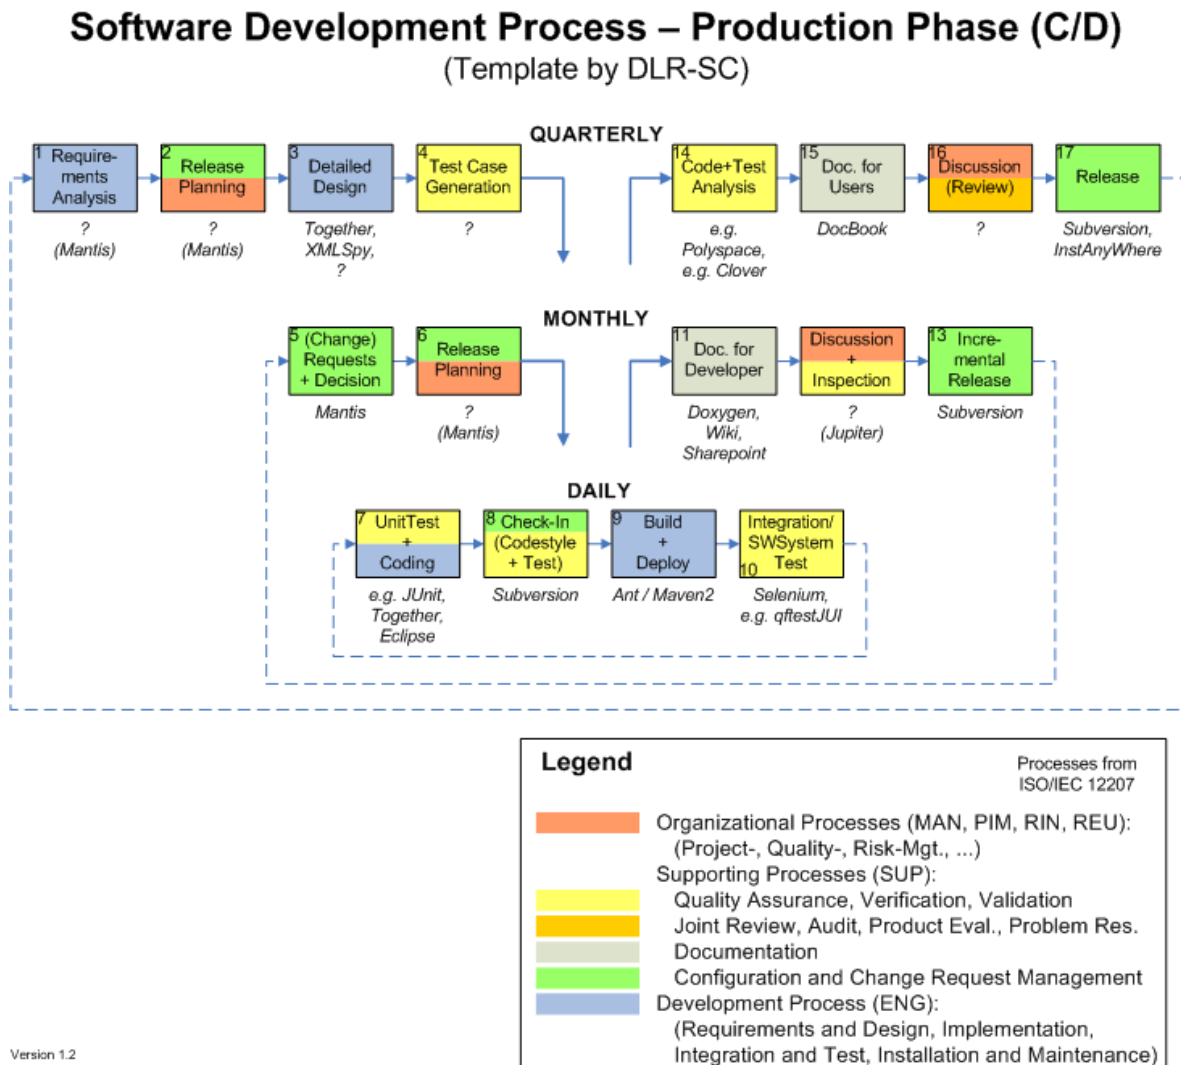 Software Development Process – Production Phase (C/D)
(Template by DLR-SC)
QUARTERLY
1
Require-
ments
Analysis
?
(Mantis)
2
Release
Planning
?
(Mantis)
3
Detailed
Design
Together,
XMLSpy,
?
4
Test Case
Generation
?
14
Code+Test
Analysis
e.g.
Polyspace,
e.g. Clover
15
Doc. for
Users
DocBook
16
Discussion
(Review)
?
17
Release
Subversion,
InstAnyWhere
MONTHLY
5
(Change)
Requests
+ Decision
Mantis
6
Release
Planning
?
(Mantis)
11
Doc. for
Developer
Doxygen,
Wiki,
Sharepoint
Discussion
+
Inspection
?
(Jupiter)
13
Incre-
mental
Release
Subversion
DAILY
7
UnitTest
+
Coding
e.g. JUnit,
Together,
Eclipse
8
Check-In
(Codestyle
+ Test)
Subversion
9
Build
+
Deploy
Ant / Maven2
Integration/
SWSystem
Test
10
Selenium,
e.g. qftestJUI
Legend
Processes from
ISO/IEC 12207
Organizational Processes (MAN, PIM, RIN, REU):
(Project-, Quality-, Risk-Mgt., ...)
Supporting Processes (SUP):
Quality Assurance, Verification, Validation
Joint Review, Audit, Product Eval., Problem Res.
Documentation
Configuration and Change Request Management
Development Process (ENG):
(Requirements and Design, Implementation,
Integration and Test, Installation and Maintenance)
Version 1.2